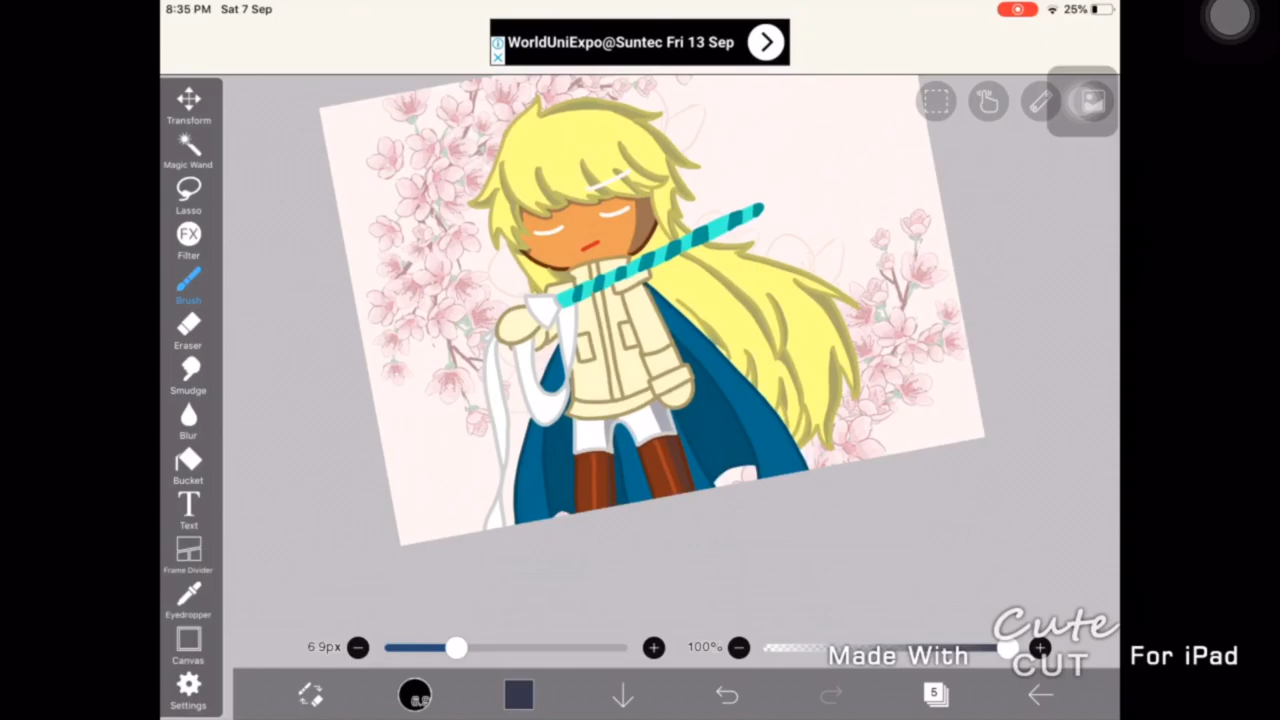 8:35 PM Sat 7 Sep
25%
WorldUniExpo@Suntec Fri 13 Sep
Transform
Magic Wand
Lasso
FX
Filter
Brush
Eraser
Smudge
Blur
Bucket
T
Text
Frame Divider
Eyedropper
Canvas
Settings
6.9px
100%
6.9
5
Cute
CUT
Made With
For iPad